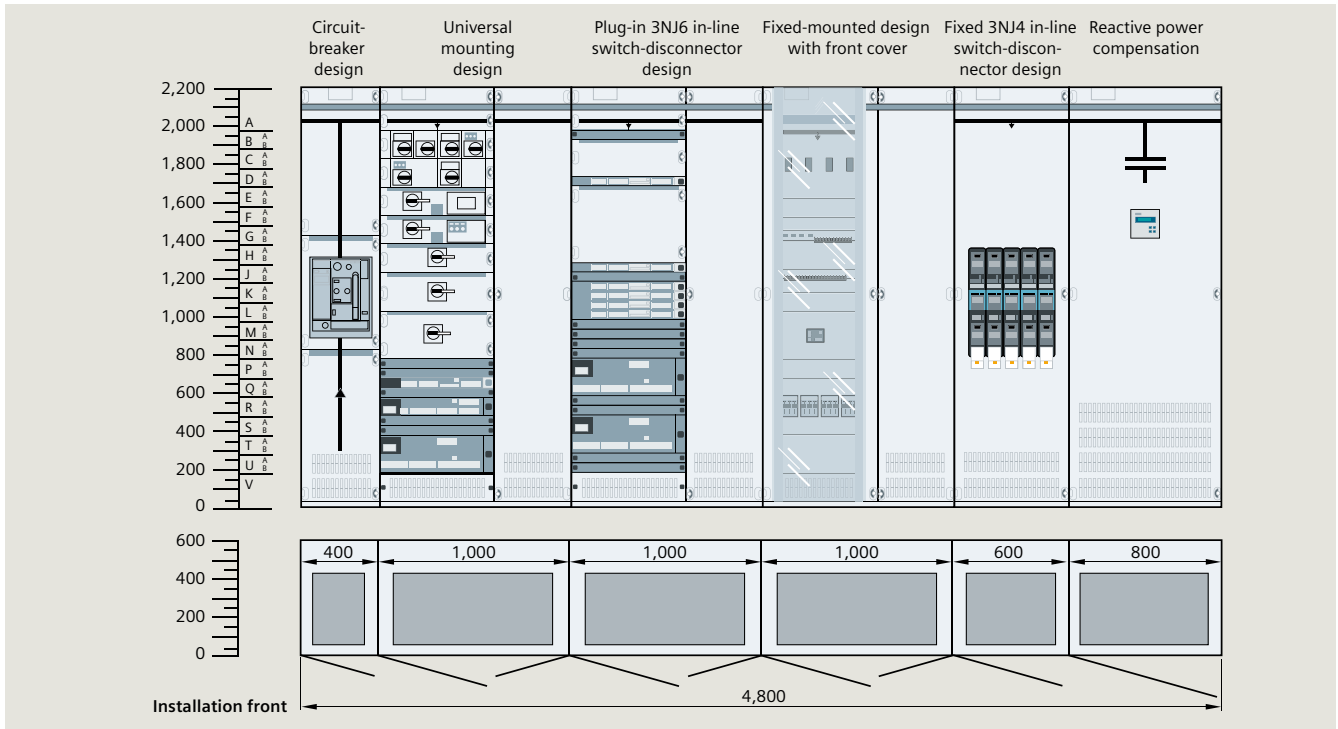 Circuit-
breaker
design
Universal
mounting
design
Plug-in 3NJ6 in-line
switch-disconnector
design
Fixed-mounted design
with front cover
Fixed 3NJ4 in-line
switch-discon-
nector design
Reactive power
compensation
2,200
2,000
1,800
1,600
1,400
1,200
1,000
800
600
400
200
0
A
B A B
C A B
D A B
E A B
F A B
G A B
H A B
J A B
K A B
L A B
M A B
N A B
P A B
Q A B
R A B
S A B
T A B
U A B
V
600
400
200
0
400
1,000
1,000
1,000
600
800
Installation front
4,800